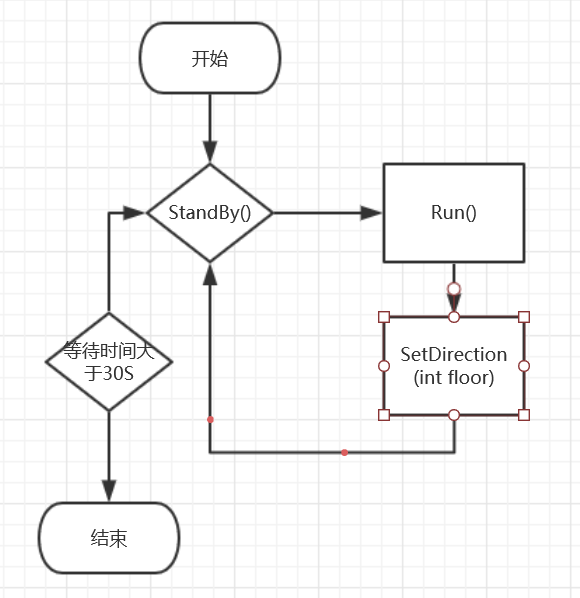 开始
StandBy()
Run()
等待时间大
于30S
SetDirection
(int floor)
结束